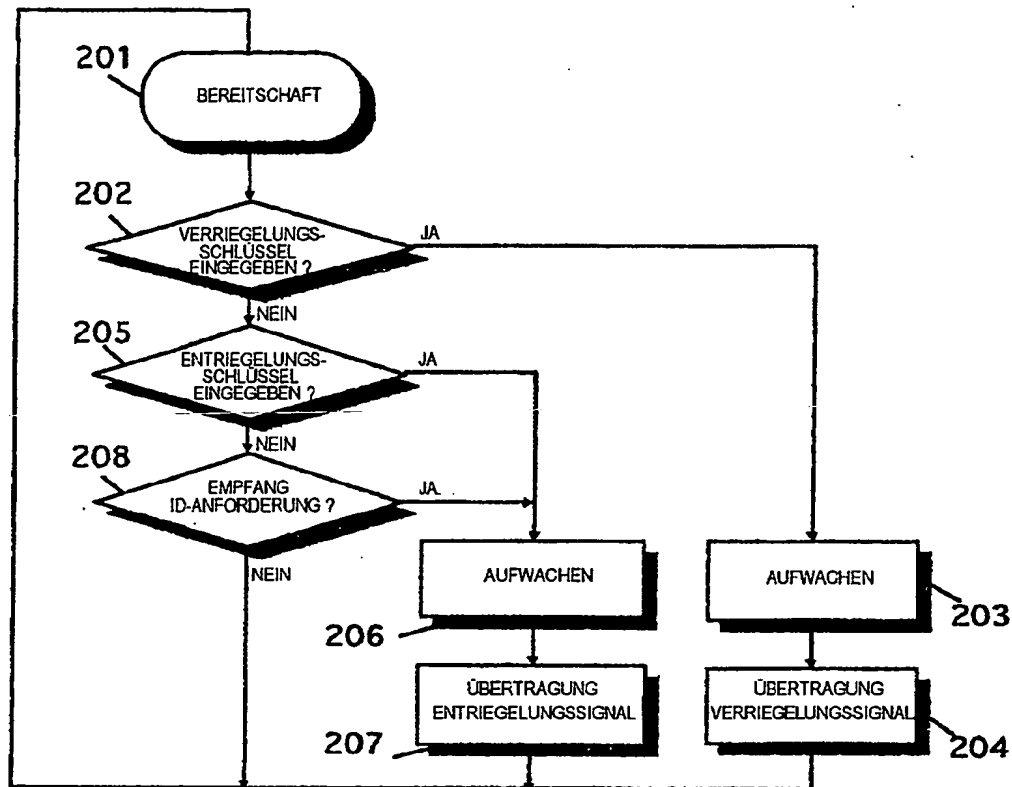 201
BEREITSCHAFT
202
VERRIEGELUNGS-
SCHLÜSSEL
EINGEGEBEN ?
JA
NEIN
205
ENTRIEGELUNGS-
SCHLÜSSEL
EINGEGEBEN ?
JA
NEIN
208
EMPFANG
ID-ANFORDERUNG ?
JA
NEIN
AUFWACHEN
206
AUFWACHEN
203
ÜBERTRAGUNG
ENTRIEGELUNGSSIGNAL
207
ÜBERTRAGUNG
VERRIEGELUNGSSIGNAL
204